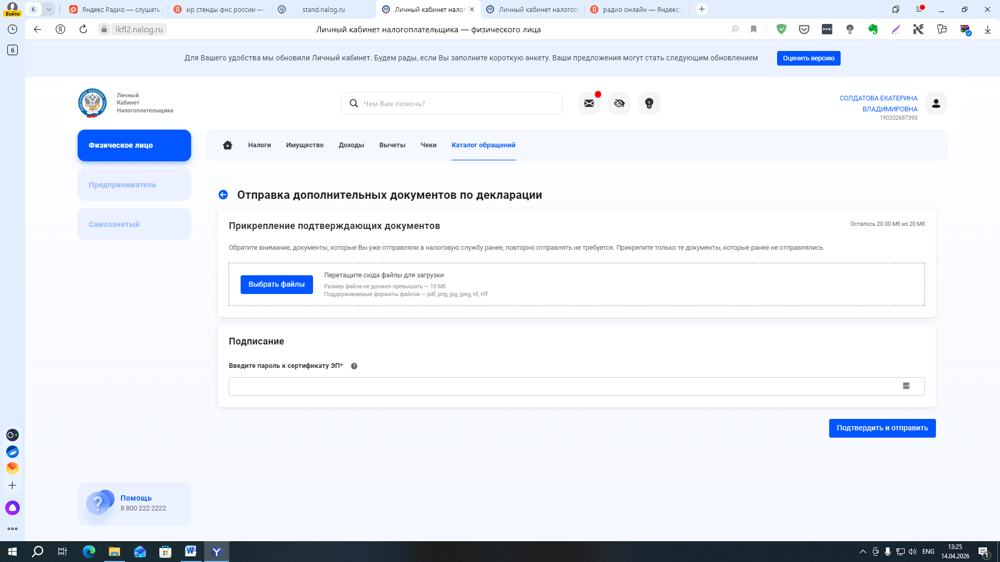 Войти
6
Яндекс Радио — слушать
ир стенды фнс россии —
stand.nalog.ru
Личный кабинет налог
Личный кабинет налогопл
радио онлайн — Яндекс:
lkfl2.nalog.ru
Личный кабинет налогоплательщика — физического лица
6
Для Вашего удобства мы обновили Личный кабинет. Будем рады, если Вы заполните короткую анкету. Ваши предложения могут стать следующим обновлением
Оценить версию
Личный
Кабинет
Налогоплательщика
Чем Вам помочь?
СОЛДАТОВА ЕКАТЕРИНА
ВЛАДИМИРОВНА
190202687393
Физическое лицо
Предприниматель
Самозанятый
Налоги
Имущество
Доходы
Вычеты
Чеки
Каталог обращений
Отправка дополнительных документов по декларации
Прикрепление подтверждающих документов
Осталось 20.00 Мб из 20 Мб
Обратите внимание, документы, которые Вы уже отправляли в налоговую службу ранее, повторно отправлять не требуется. Прикрепите только те документы, которые ранее не отправлялись
Выбрать файлы
Перетащите сюда файлы для загрузки
Размер файла не должен превышать — 10 Мб
Поддерживаемые форматы файлов — pdf, png, jpg, jpeg, tif, tiff
Подписание
Введите пароль к сертификату ЭП*
Подтвердить и отправить
Помощь
8 800 222 2222
ENG
13:25
14.04.2026
1